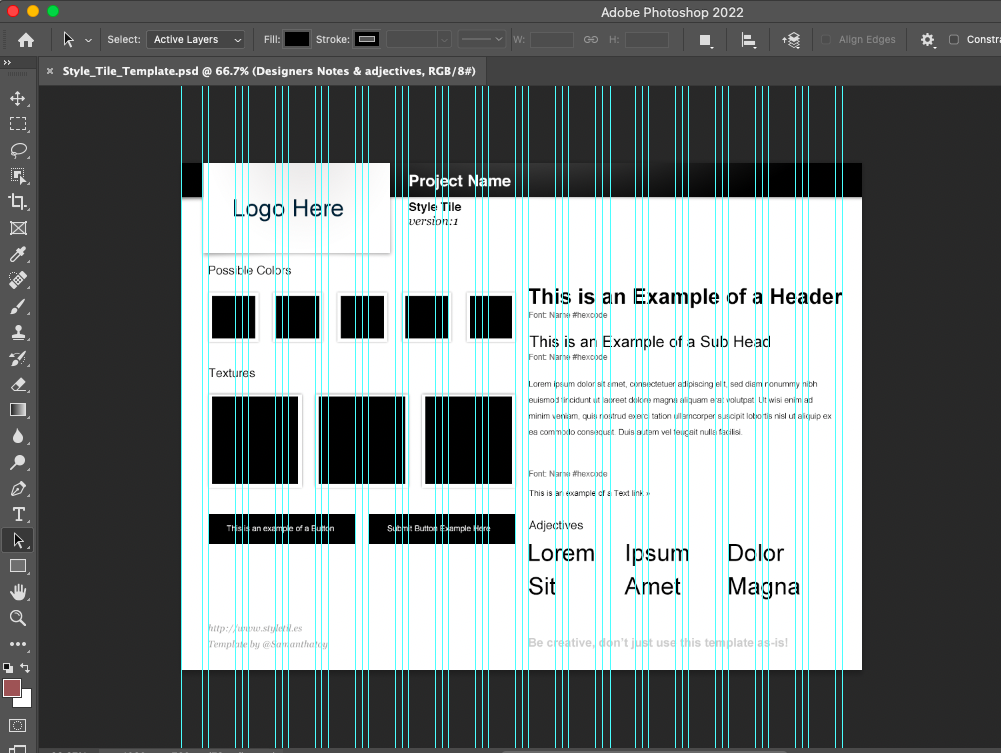 Adobe Photoshop 2022
Select: Active Layers Fill: Stroke: W: H: Align Edges Constra
Style_Tile_Template.psd @ 66.7% (Designers Notes & adjectives, RGB/8#)
Project Name
Logo Here
Style Tile
version:1
Possible Colors
This is an Example of a Header
Font: Name #hexcode
This is an Example of a Sub Head
Font: Name #hexcode
Textures
Lorem ipsum dolor sit amet, consectetuer adipiscing elit, sed diam nonummy nibh
euismod tincidunt ut laoreet dolore magna aliquam erat volutpat. Ut wisi enim ad
minim veniam, quis nostrud exerci tation ullamcorper suscipit lobortis nisl ut aliquip ex
ea commodo consequat. Duis autem vel feugait nulla facilisi.
Font: Name #hexcode
This is an example of a Text link »
This is an example of a Button
Submit Button Example Here
Adjectives
Lorem Ipsum Dolor
Sit Amet Magna
http://www.styletil.es
Template by @Samanthatoy
Be creative, don't just use this template as-is!